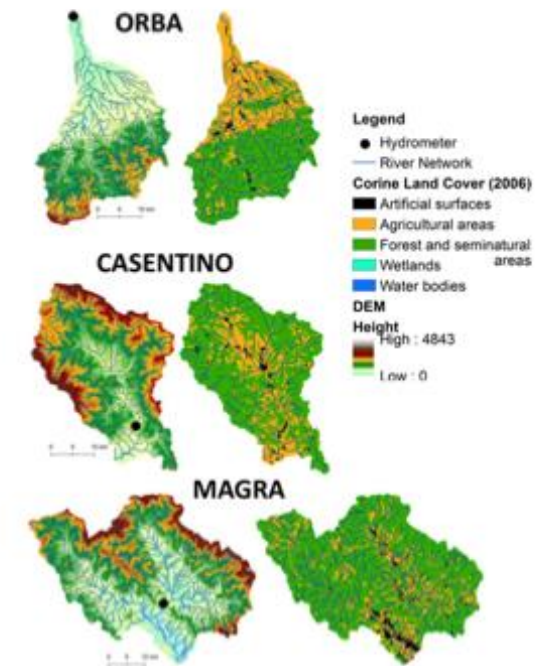 ORBA
Legend
Hydrometer
River Network
Corine Land Cover (2006)
Artificial surfaces
Agricultural areas
Forest and seminatural
areas
Wetlands
Water bodies
DEM
Height
High : 4843
Low : 0
CASENTINO
MAGRA